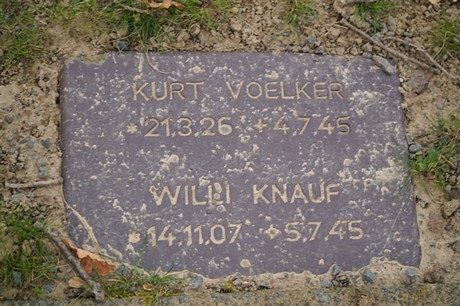 KURT VOELKER
*21.3.26 +4.7.45
WILLI KNAUF
*14.11.07 +5.7.45